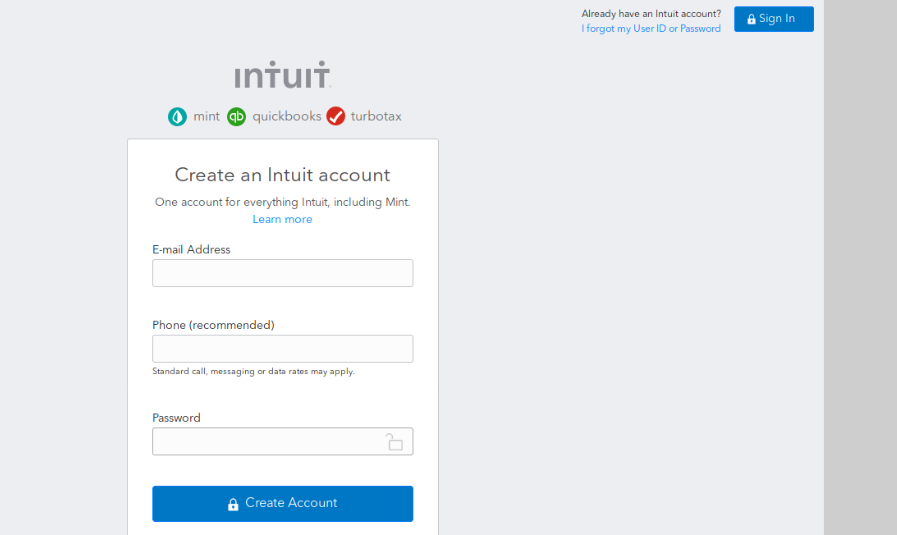 Already have an Intuit account?
I forgot my User ID or Password
Sign In
intuit.
mint quickbooks turbotax
Create an Intuit account
One account for everything Intuit, including Mint.
Learn more
E-mail Address
Phone (recommended)
Standard call, messaging or data rates may apply.
Password
Create Account